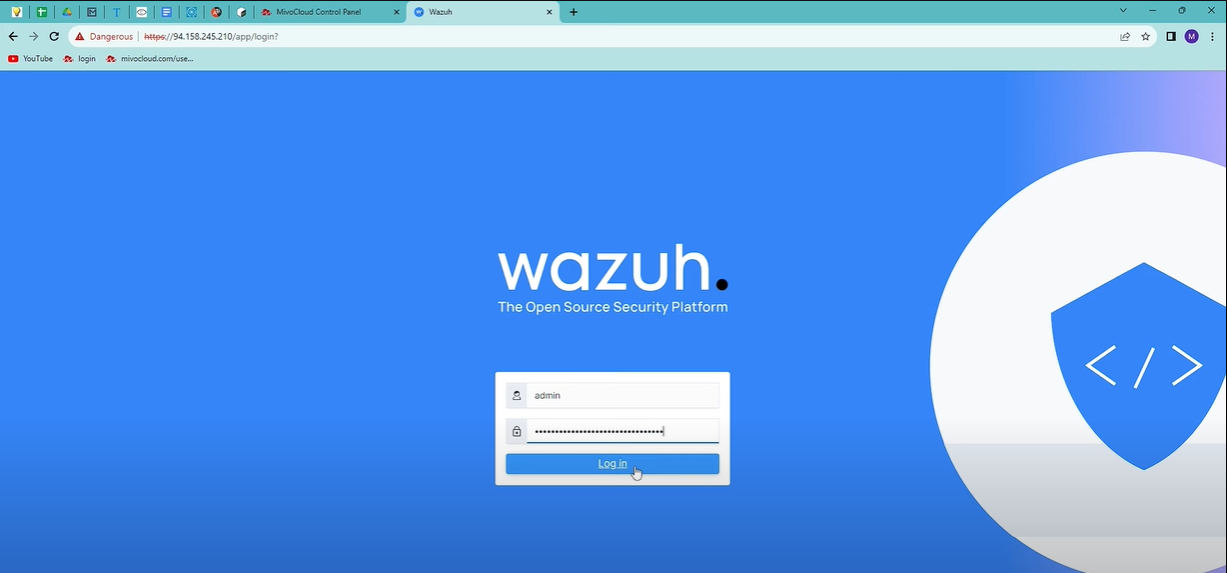 MivoCloud Control Panel
Wazuh
Dangerous
https://94.158.245.210/app/login?
M
YouTube
login
mivocloud.com/use...
wazuh.
The Open Source Security Platform
</>
admin
Log in